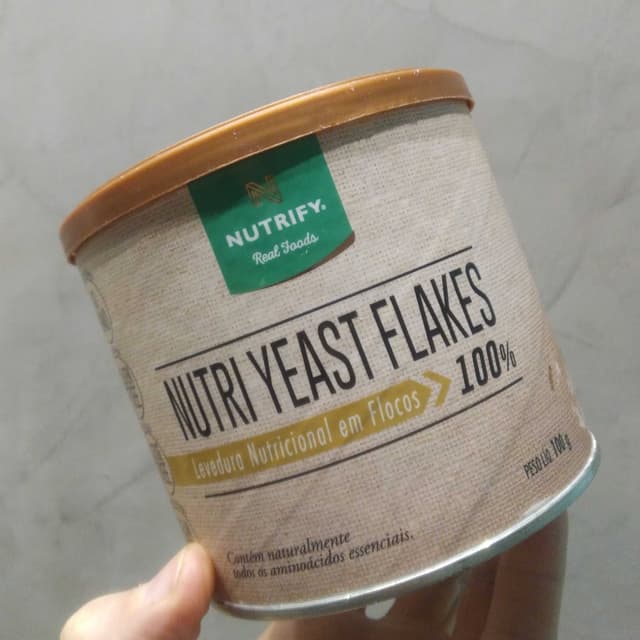 NUTRIFY®
Real Foods
NUTRI YEAST FLAKES
100%
Levedura Nutricional em Flocos
PESO LÍQ. 100 g
Contém naturalmente
todos os aminoácidos essenciais.